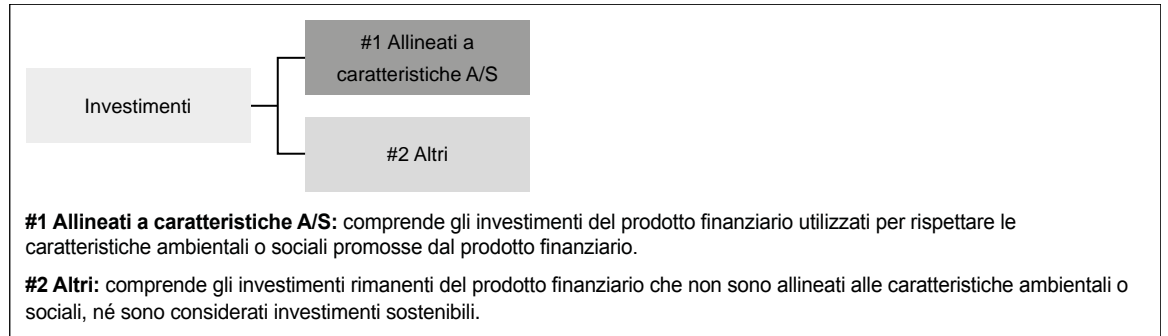 #1 Allineati a
caratteristiche A/S
Investimenti
#2 Altri
#1 Allineati a caratteristiche A/S: comprende gli investimenti del prodotto finanziario utilizzati per rispettare le
caratteristiche ambientali o sociali promosse dal prodotto finanziario.
#2 Altri: comprende gli investimenti rimanenti del prodotto finanziario che non sono allineati alle caratteristiche ambientali o
sociali, né sono considerati investimenti sostenibili.